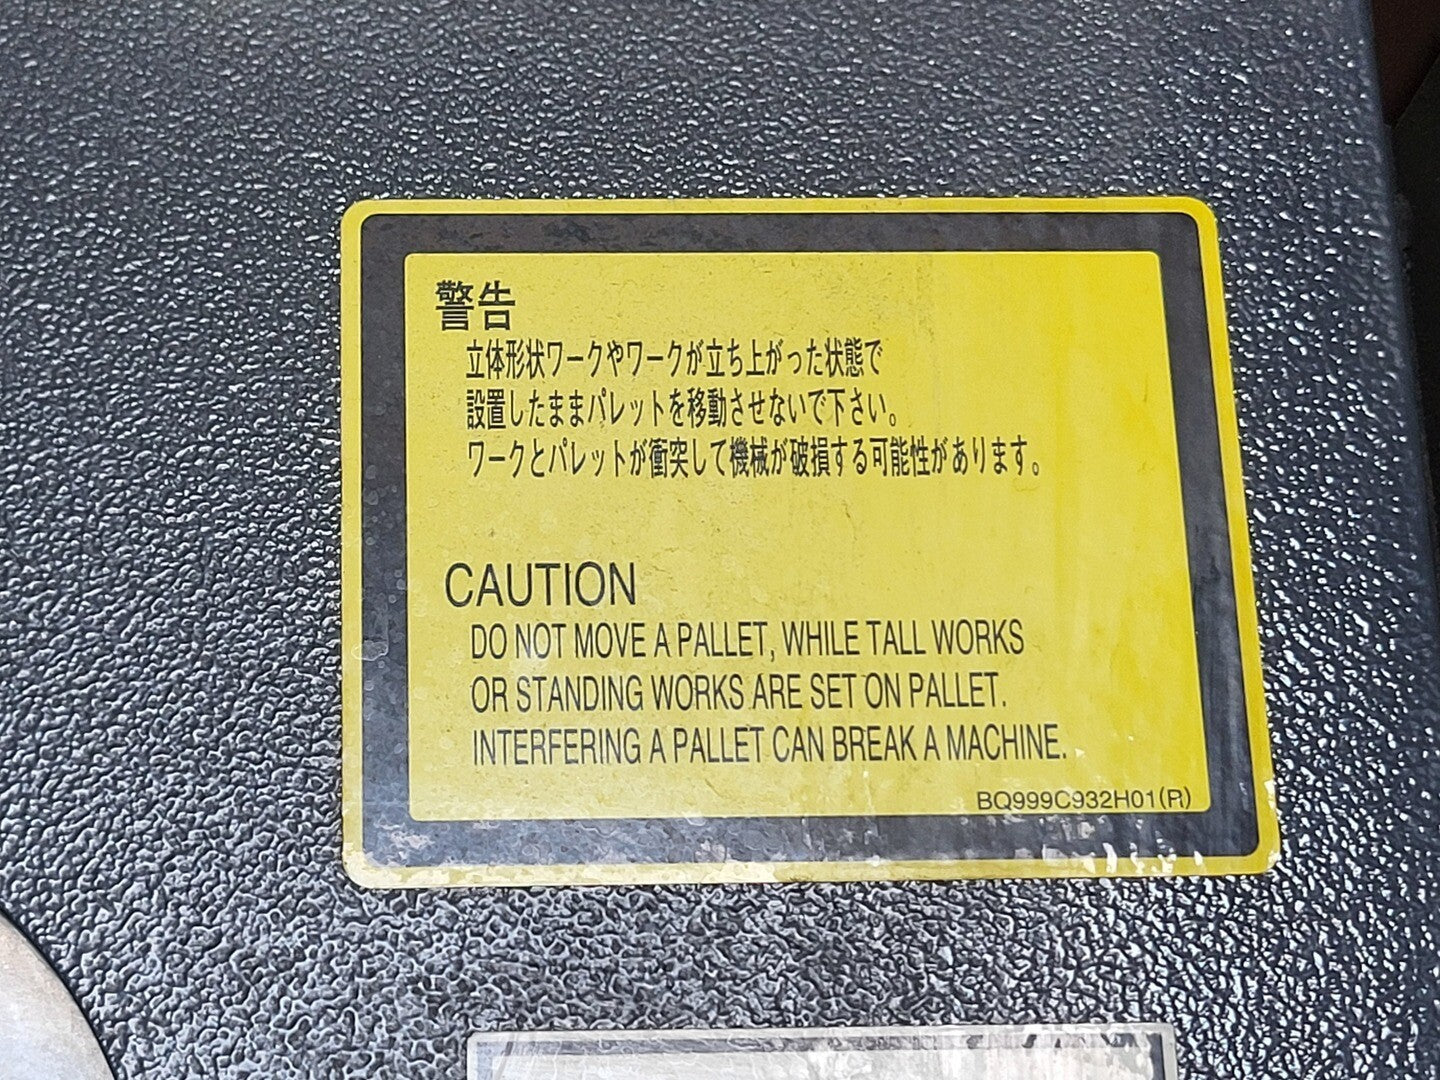 警告
立体形状ワークやワークが立ち上がった状態で
設置したままパレットを移動させないで下さい。
ワークとパレットが衝突して機械が破損する可能性があります。
CAUTION
DO NOT MOVE A PALLET, WHILE TALL WORKS
OR STANDING WORKS ARE SET ON PALLET.
INTERFERING A PALLET CAN BREAK A MACHINE.
BQ999C932H01(R)